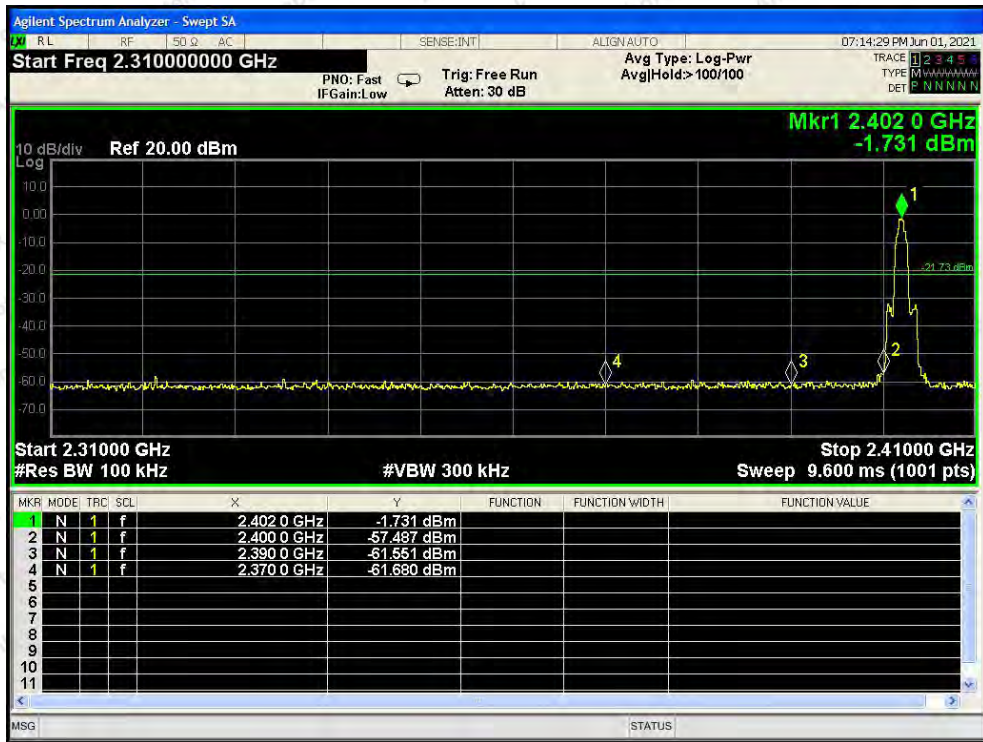 Agilent Spectrum Analyzer - Swept SA
LXI RL RF 50 Ω AC SENSE:INT ALIGNAUTO 07:14:29 PM Jun 01, 2021
Start Freq 2.310000000 GHz
PNO: Fast
IFGain:Low
Trig: Free Run
Atten: 30 dB
Avg Type: Log-Pwr
Avg|Hold:>100/100
TRACE 1 2 3 4 5 6
TYPE M
DET P N N N N N
Mkr1 2.402 0 GHz
-1.731 dBm
10 dB/div Ref 20.00 dBm
Log
10.0
0.00
-10.0
-20.0
-30.0
-40.0
-50.0
-60.0
-70.0
1
-21.73 dBm
4
3
2
Start 2.31000 GHz Stop 2.41000 GHz
#Res BW 100 kHz #VBW 300 kHz Sweep 9.600 ms (1001 pts)
MKR MODE TRC SCL X Y FUNCTION FUNCTION WIDTH FUNCTION VALUE
1 N 1 f 2.402 0 GHz -1.731 dBm
2 N 1 f 2.400 0 GHz -57.487 dBm
3 N 1 f 2.390 0 GHz -61.551 dBm
4 N 1 f 2.370 0 GHz -61.680 dBm
5
6
7
8
9
10
11
MSG STATUS